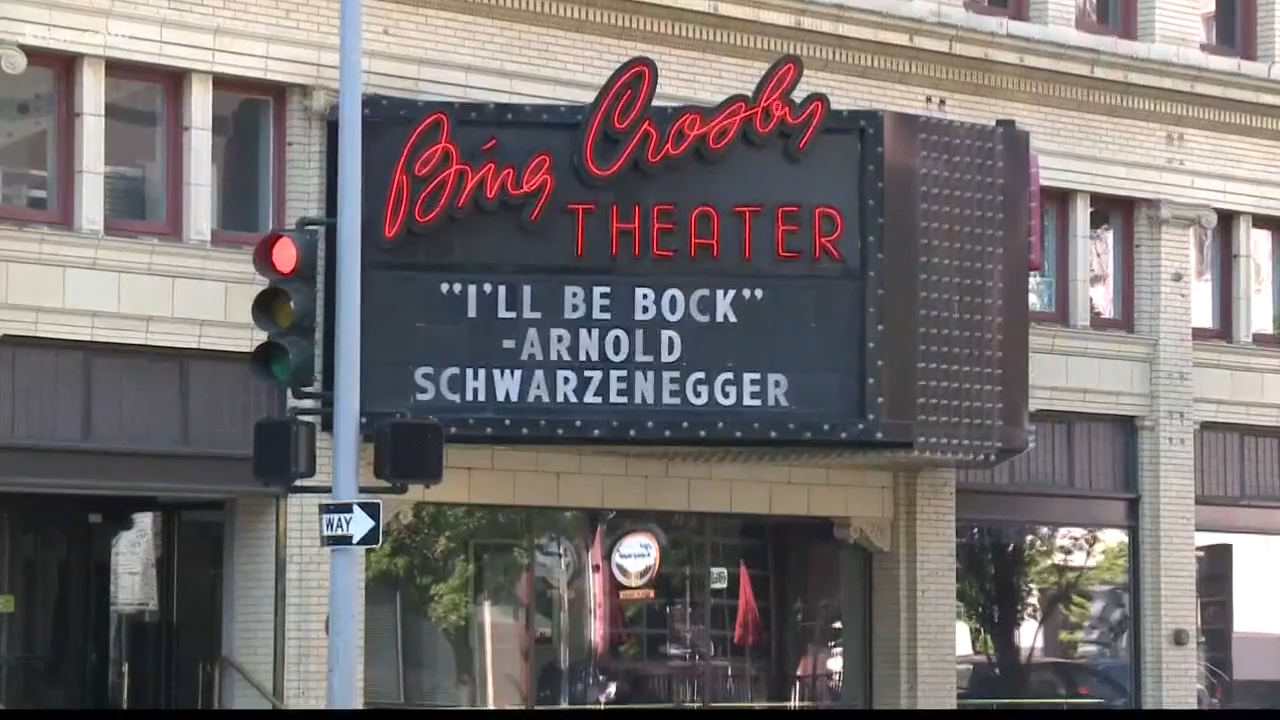 Bing Crosby
THEATER
"I'LL BE BOCK"
-ARNOLD
SCHWARZENEGGER
WAY